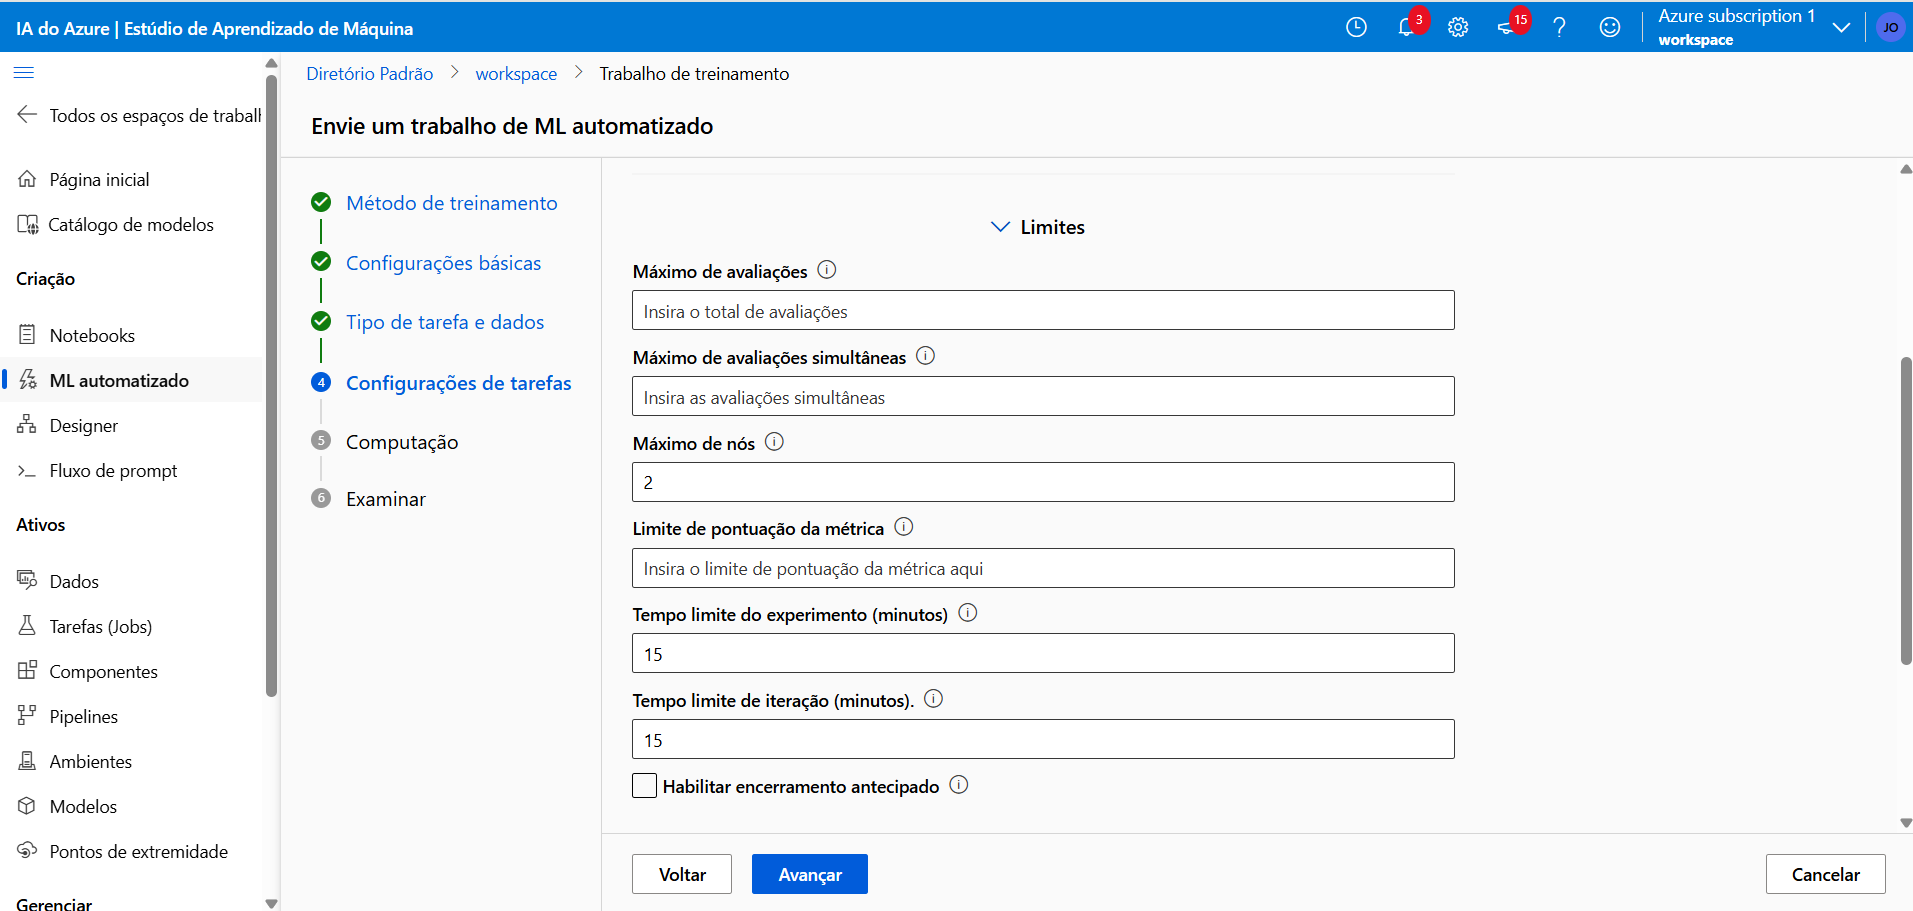 IA do Azure | Estúdio de Aprendizado de Máquina
3
15
Azure subscription 1
workspace
JO
Todos os espaços de trabal
Página inicial
Catálogo de modelos
Criação
Notebooks
ML automatizado
Designer
Fluxo de prompt
Ativos
Dados
Tarefas (Jobs)
Componentes
Pipelines
Ambientes
Modelos
Pontos de extremidade
Gerenciar
Diretório Padrão > workspace > Trabalho de treinamento
Envie um trabalho de ML automatizado
Método de treinamento
Configurações básicas
Tipo de tarefa e dados
4 Configurações de tarefas
5 Computação
6 Examinar
Limites
Máximo de avaliações
Insira o total de avaliações
Máximo de avaliações simultâneas
Insira as avaliações simultâneas
Máximo de nós
2
Limite de pontuação da métrica
Insira o limite de pontuação da métrica aqui
Tempo limite do experimento (minutos)
15
Tempo limite de iteração (minutos).
15
Habilitar encerramento antecipado
Voltar
Avançar
Cancelar